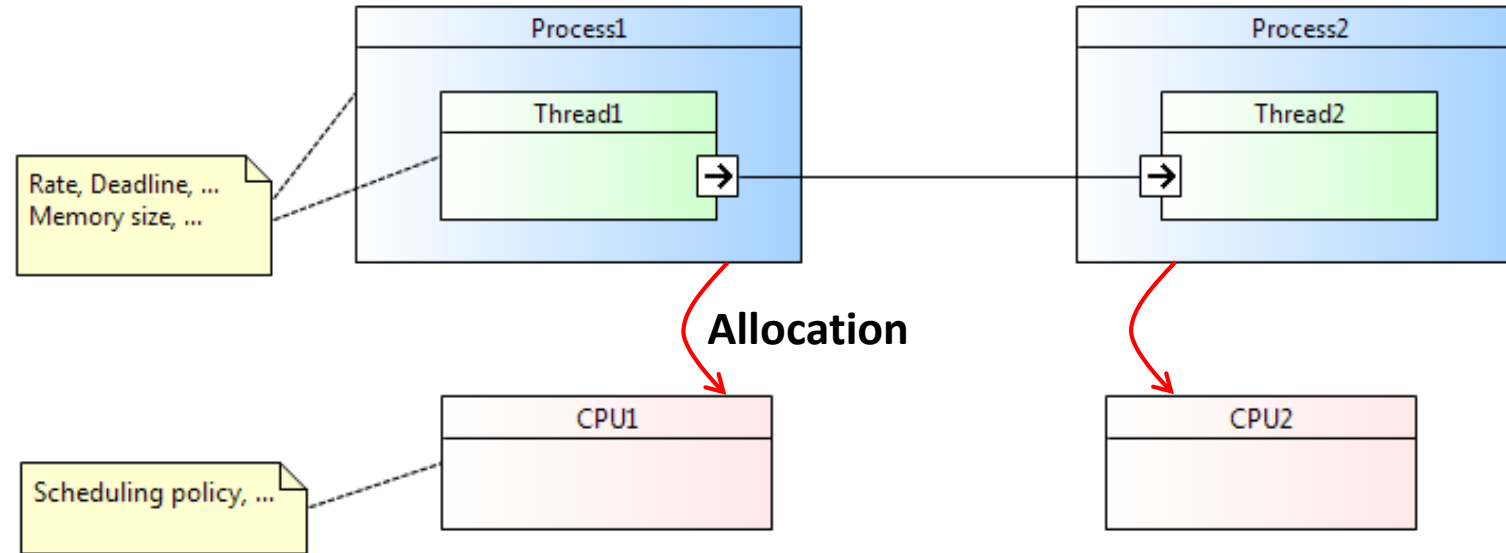 Process1
Process2
Thread1
Thread2
Rate, Deadline, ...
Memory size, ...
Allocation
CPU1
CPU2
Scheduling policy, ...